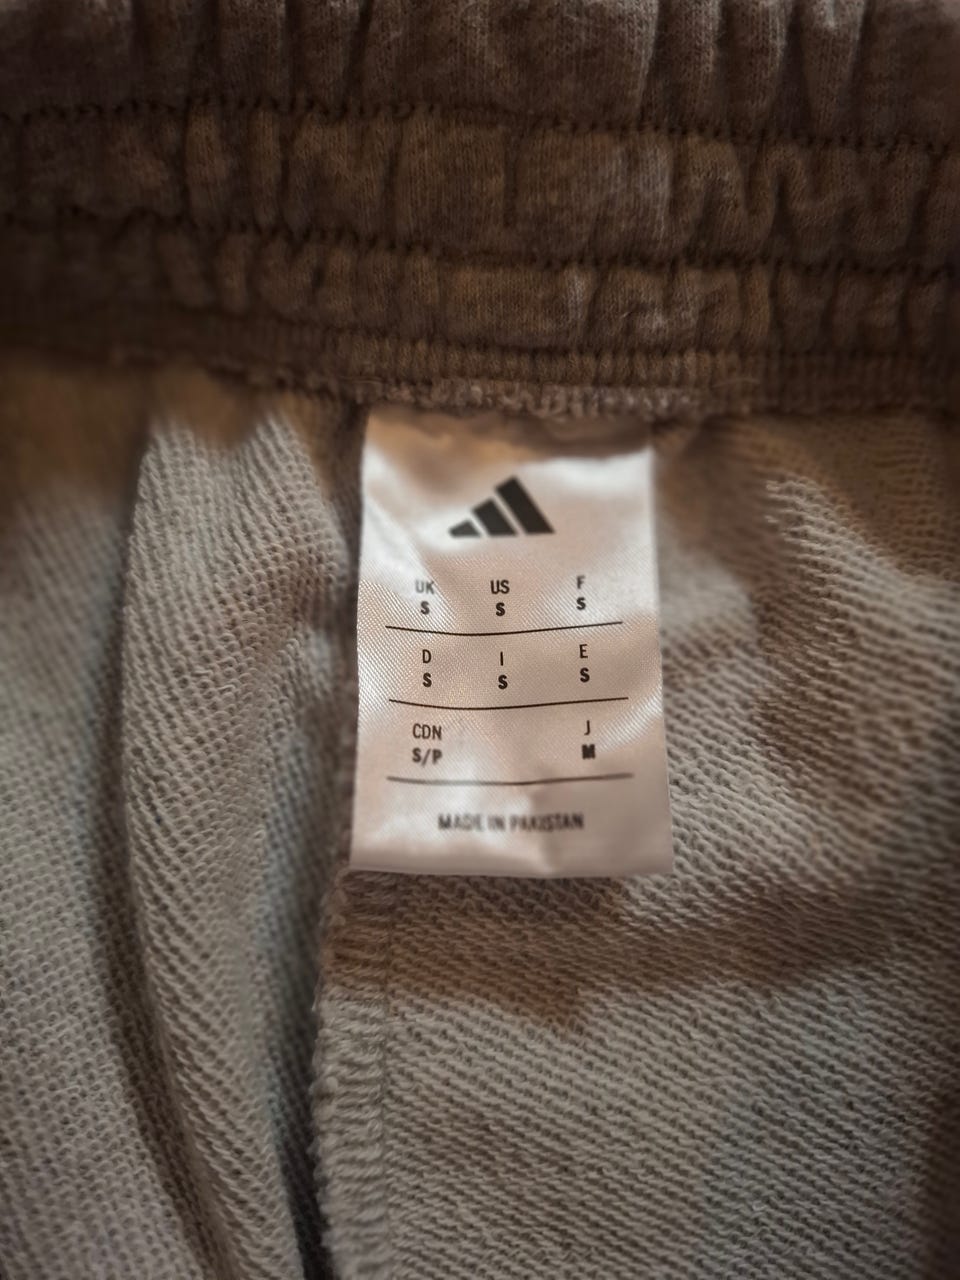 UK US F
S S S
D I E
S S S
CDN J
S/P M
MADE IN PAKISTAN